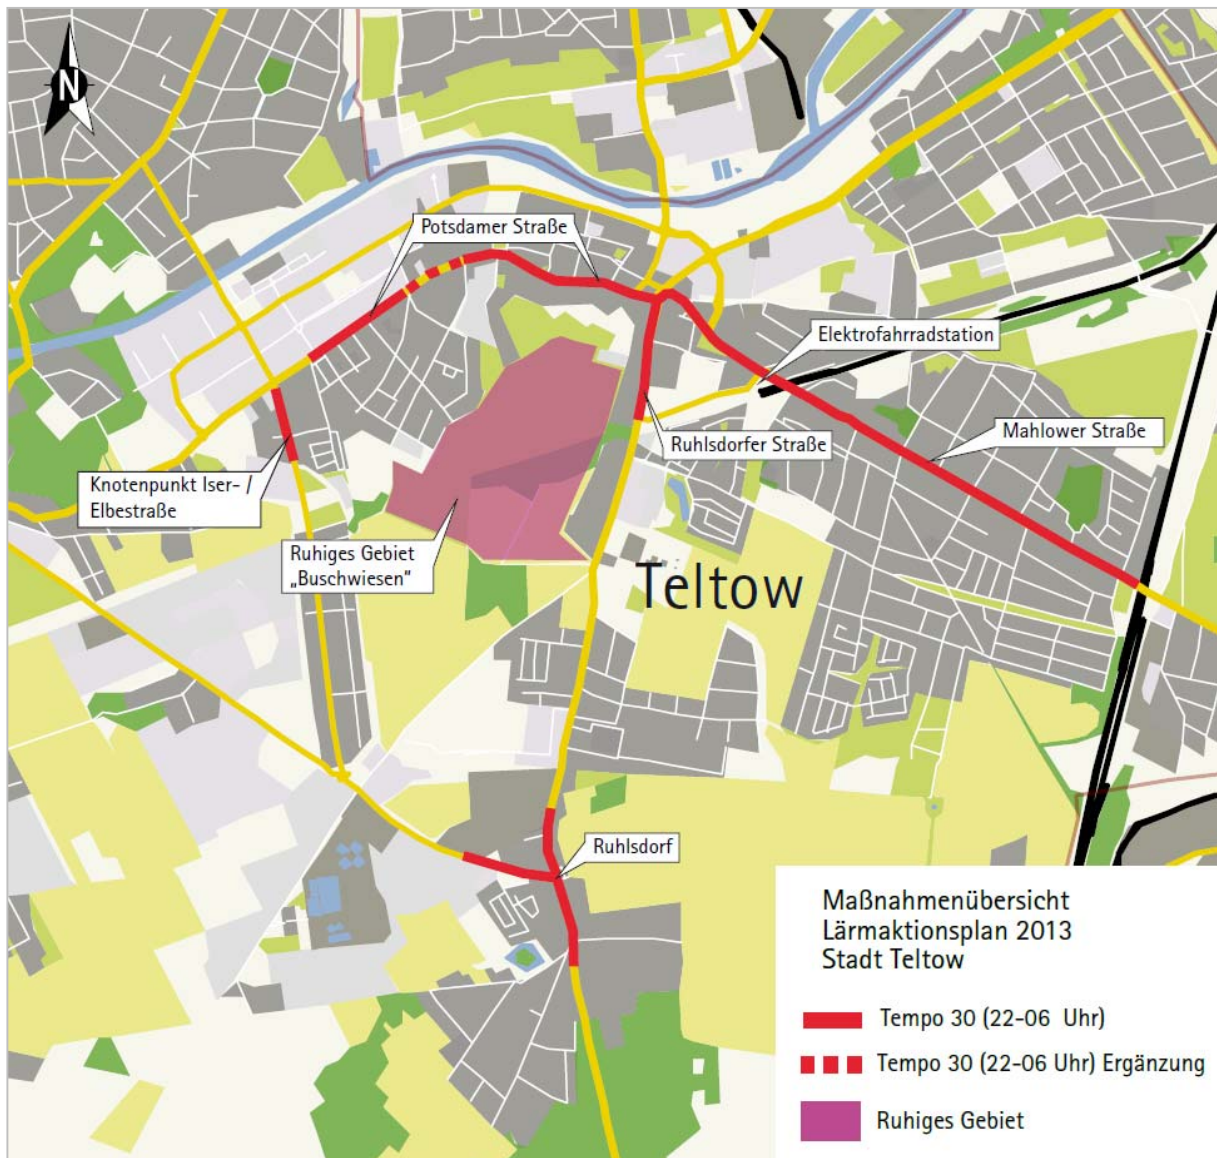 N
Potsdamer Straße
Elektrofahrradstation
Mahlower Straße
Ruhlsdorfer Straße
Knotenpunkt Iser- /
Elbestraße
Ruhiges Gebiet
„Buschwiesen“
Teltow
Ruhlsdorf
Maßnahmenübersicht
Lärmaktionsplan 2013
Stadt Teltow
Tempo 30 (22-06 Uhr)
Tempo 30 (22-06 Uhr) Ergänzung
Ruhiges Gebiet